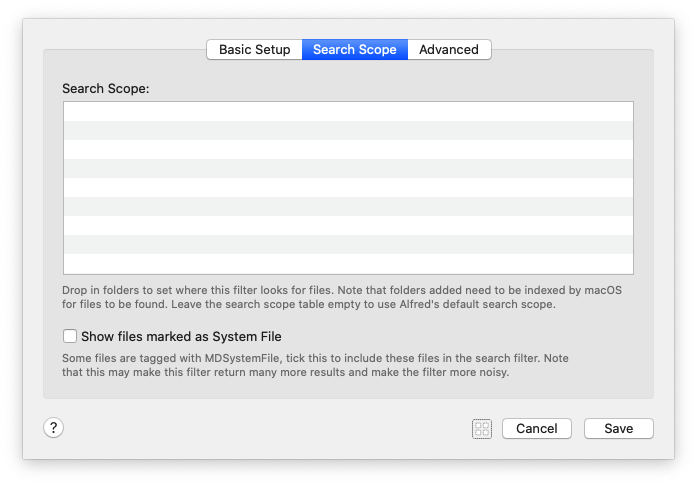 Basic Setup Search Scope Advanced
Search Scope:
Drop in folders to set where this filter looks for files. Note that folders added need to be indexed by macOS
for files to be found. Leave the search scope table empty to use Alfred's default search scope.
Show files marked as System File
Some files are tagged with MDSystemFile, tick this to include these files in the search filter. Note
that this may make this filter return many more results and make the filter more noisy.
? Cancel Save